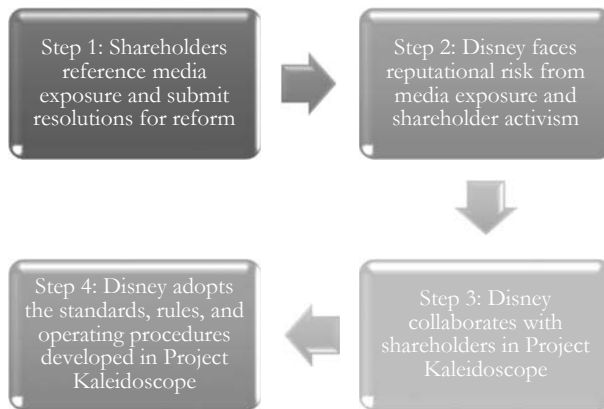 Step 1: Shareholders
reference media
exposure and submit
resolutions for reform
Step 2: Disney faces
reputational risk from
media exposure and
shareholder activism
Step 3: Disney
collaborates with
shareholders in Project
Kaleidoscope
Step 4: Disney adopts
the standards, rules, and
operating procedures
developed in Project
Kaleidoscope